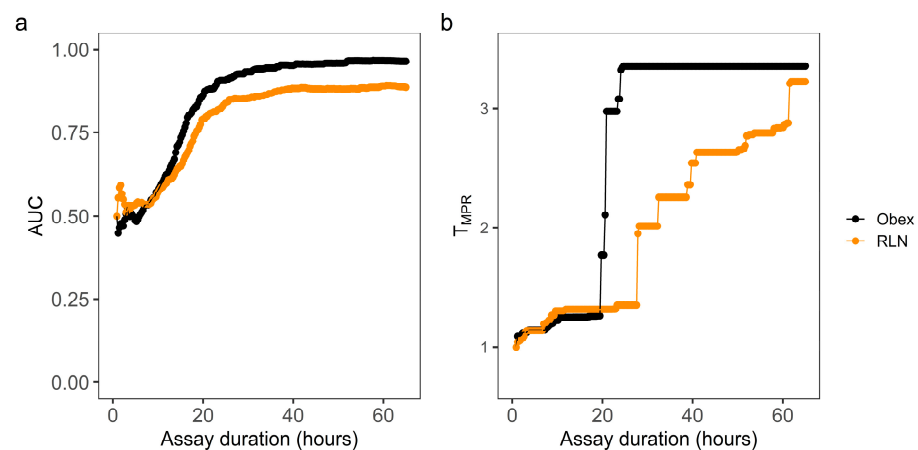 a
1.00
0.75
0.50
0.25
0.00
AUC
0 20 40 60
Assay duration (hours)
b
3
2
1
TMPR
0 20 40 60
Assay duration (hours)
Obex
RLN